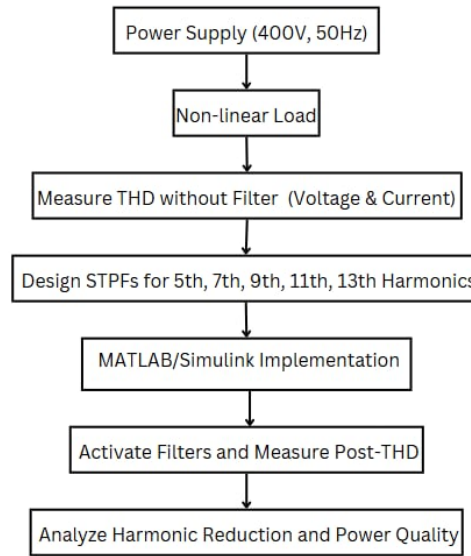 Power Supply (400V, 50Hz)
Non-linear Load
Measure THD without Filter (Voltage & Current)
Design STPFs for 5th, 7th, 9th, 11th, 13th Harmonics
MATLAB/Simulink Implementation
Activate Filters and Measure Post-THD
Analyze Harmonic Reduction and Power Quality